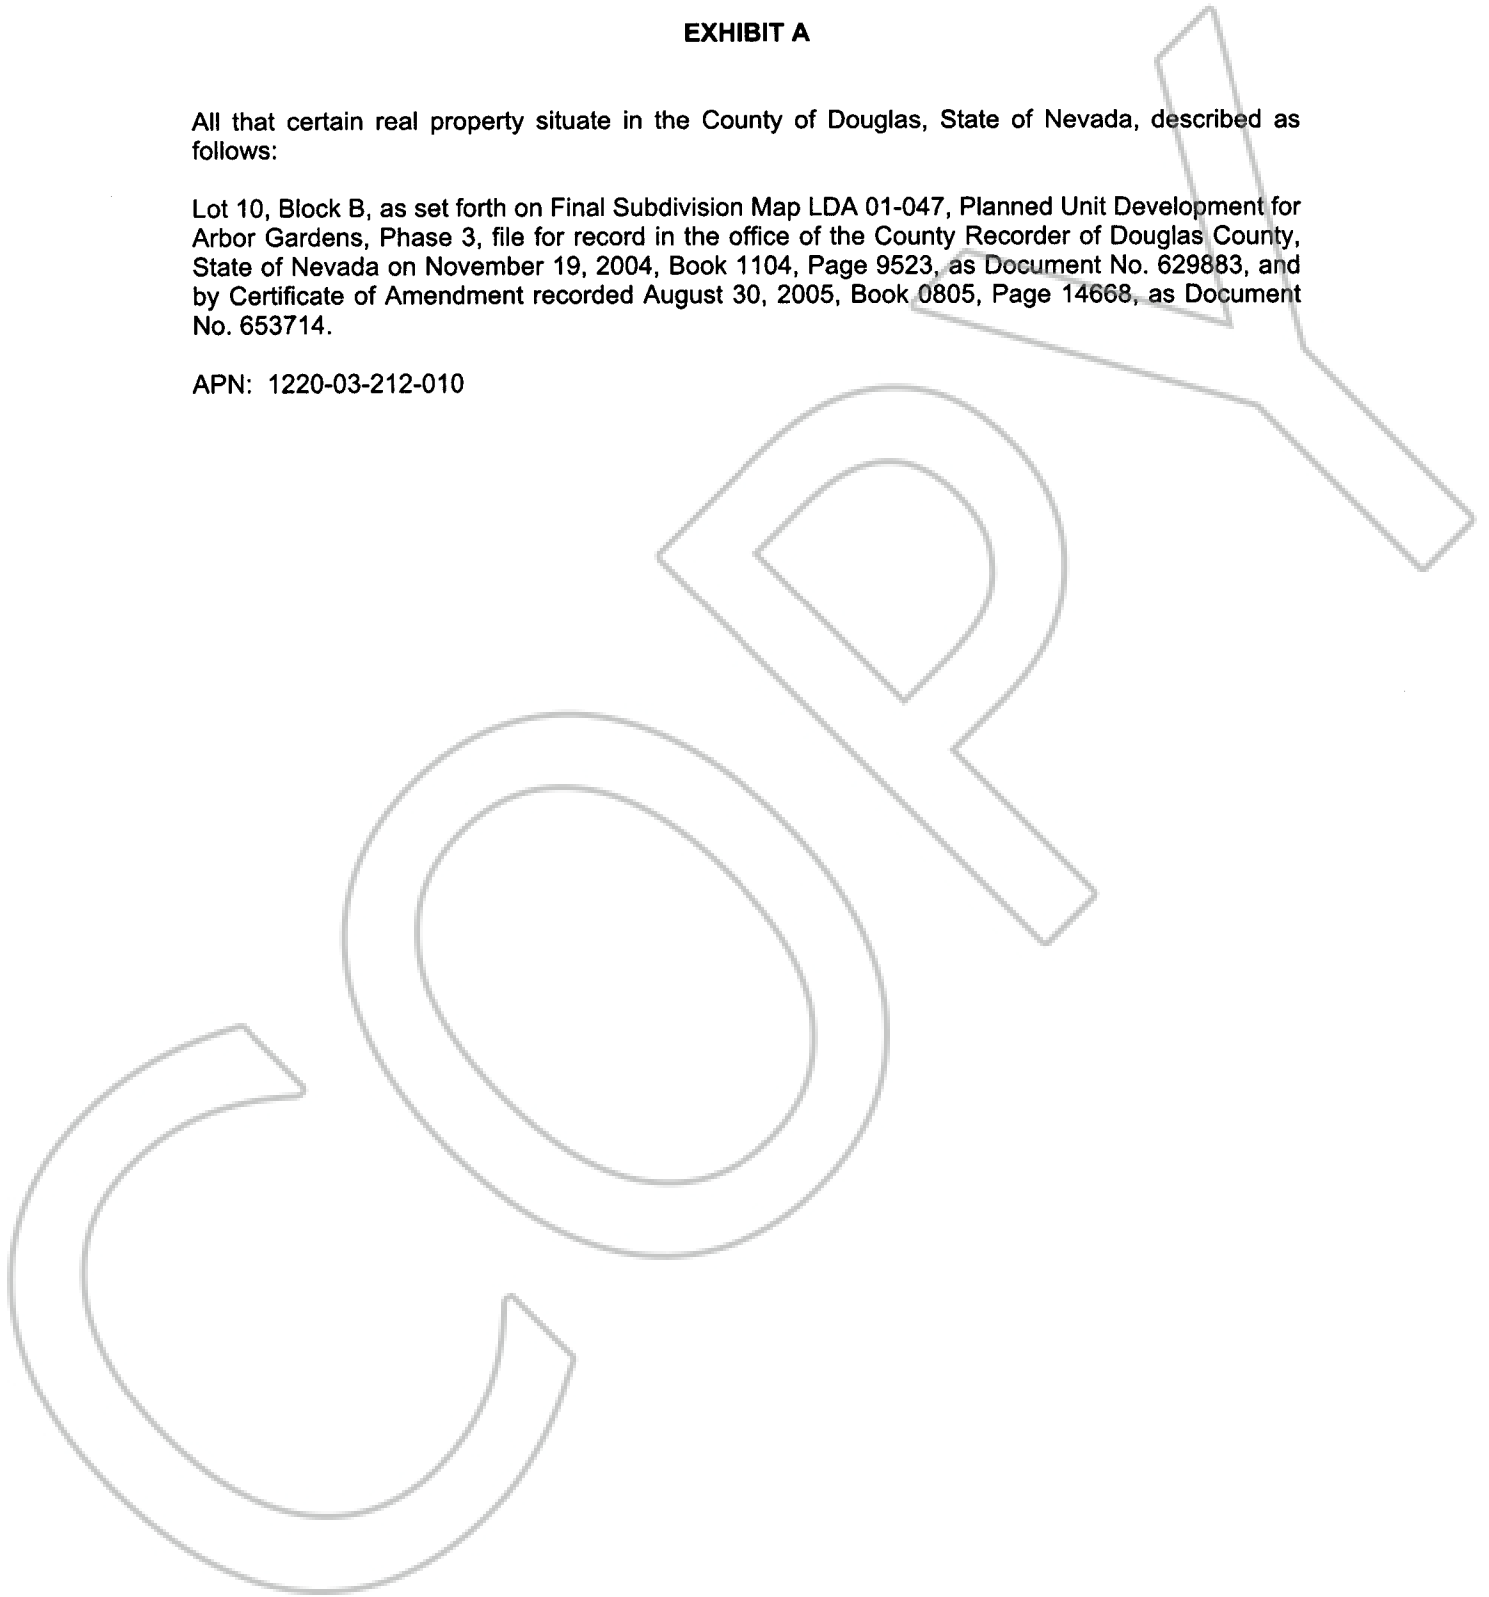 EXHIBIT A
All that certain real property situate in the County of Douglas, State of Nevada, described as
follows:
Lot 10, Block B, as set forth on Final Subdivision Map LDA 01-047, Planned Unit Development for
Arbor Gardens, Phase 3, file for record in the office of the County Recorder of Douglas County,
State of Nevada on November 19, 2004, Book 1104, Page 9523, as Document No. 629883, and
by Certificate of Amendment recorded August 30, 2005, Book 0805, Page 14668, as Document
No. 653714.
APN: 1220-03-212-010
COPY